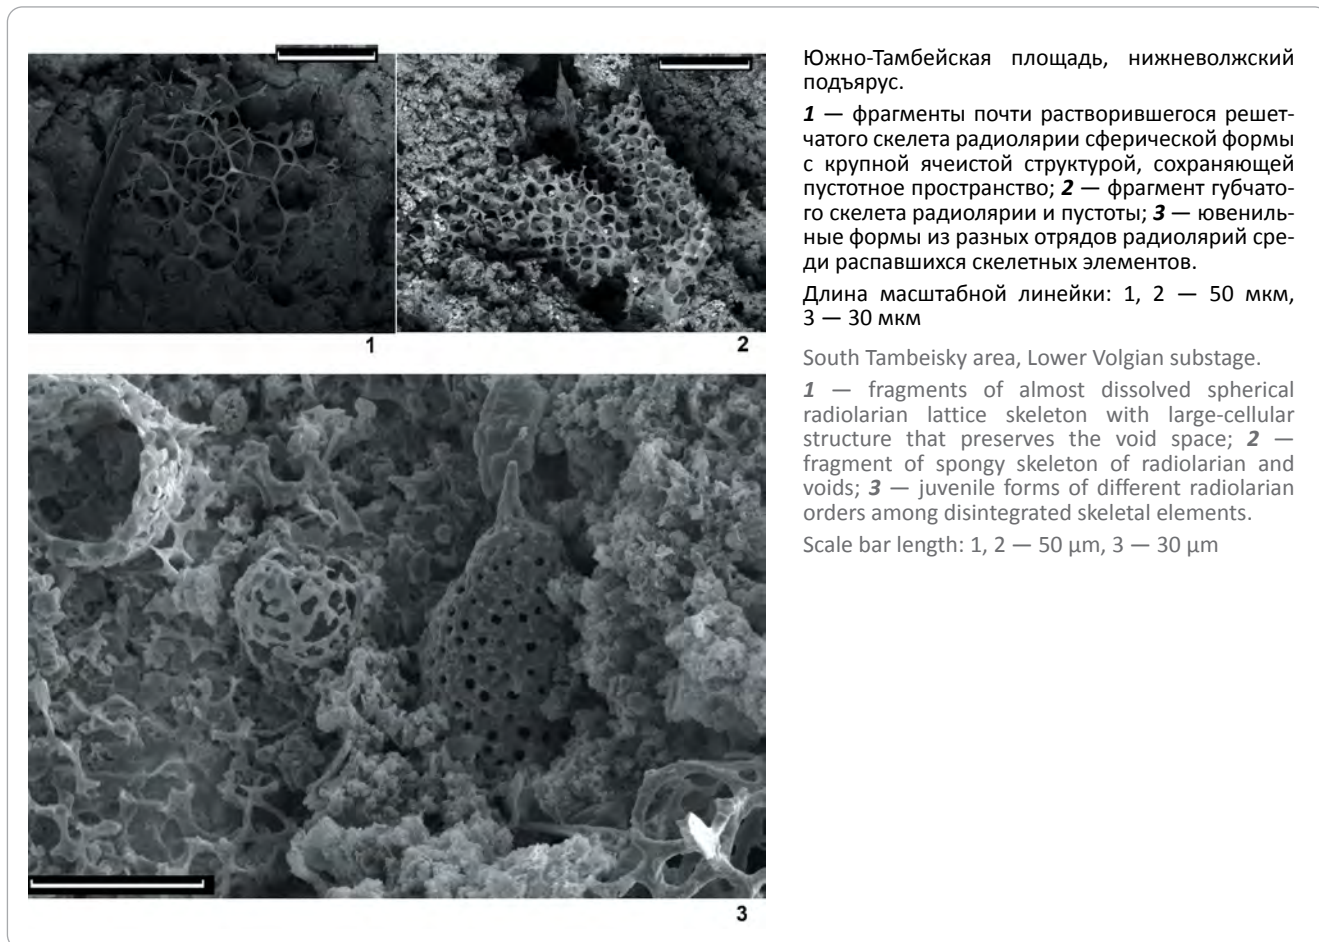 1
2
3
Южно-Тамбейская площадь, нижневолжский
подъярус.
1 — фрагменты почти растворившегося решет-
чатого скелета радиолярии сферической формы
с крупной ячеистой структурой, сохраняющей
пустотное пространство; 2 — фрагмент губчато-
го скелета радиолярии и пустоты; 3 — ювениль-
ные формы из разных отрядов радиолярий сре-
ди распавшихся скелетных элементов.
Длина масштабной линейки: 1, 2 — 50 мкм,
3 — 30 мкм
South Tambeisky area, Lower Volgian substage.
1 — fragments of almost dissolved spherical
radiolarian lattice skeleton with large-cellular
structure that preserves the void space; 2 —
fragment of spongy skeleton of radiolarian and
voids; 3 — juvenile forms of different radiolarian
orders among disintegrated skeletal elements.
Scale bar length: 1, 2 — 50 µm, 3 — 30 µm